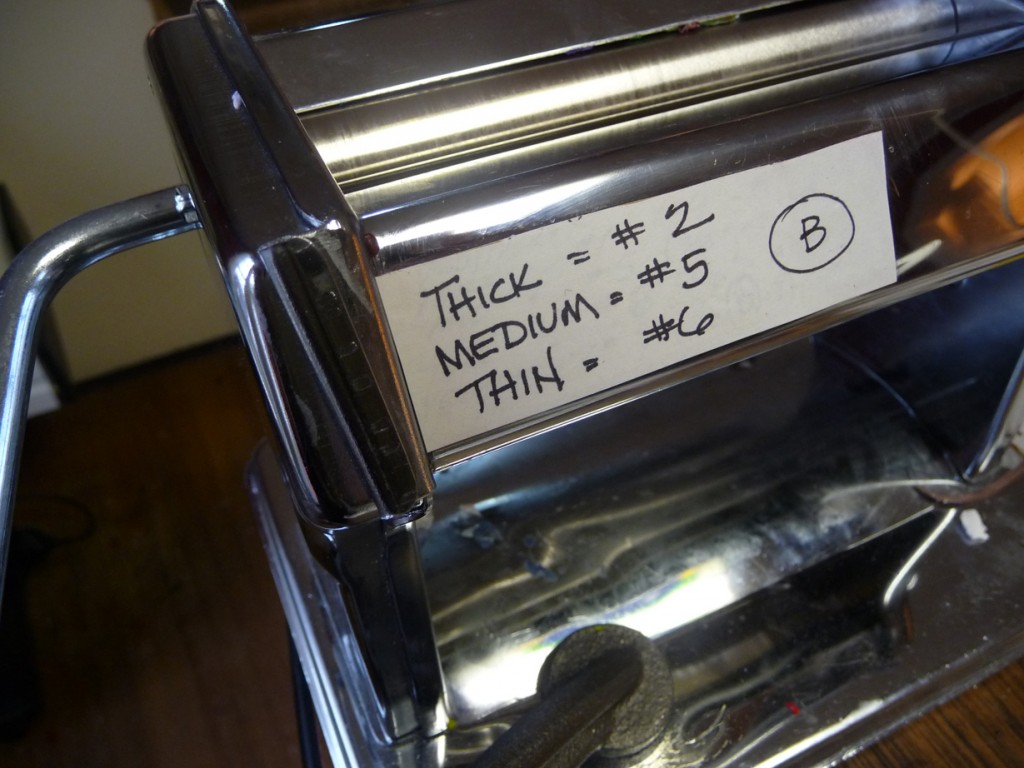 THICK = #2
MEDIUM = #5
THIN = #6
B